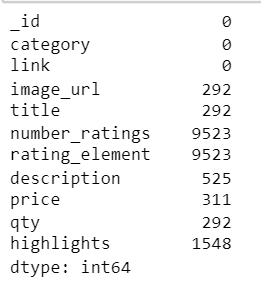 _id 0
category 0
link 0
image_url 292
title 292
number_ratings 9523
rating_element 9523
description 525
price 311
qty 292
highlights 1548
dtype: int64